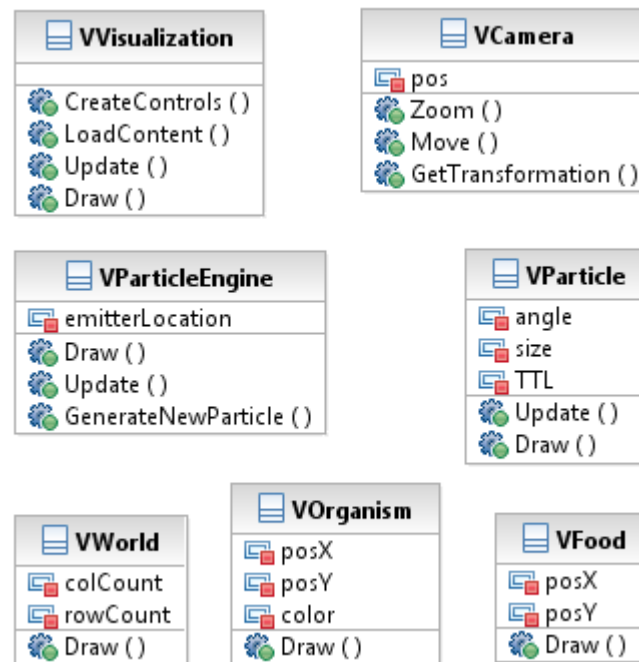 VVisualization
CreateControls ( )
LoadContent ( )
Update ( )
Draw ( )
VCamera
pos
Zoom ( )
Move ( )
GetTransformation ( )
VParticleEngine
emitterLocation
Draw ( )
Update ( )
GenerateNewParticle ( )
VParticle
angle
size
TTL
Update ( )
Draw ( )
VWorld
colCount
rowCount
Draw ( )
VOrganism
posX
posY
color
Draw ( )
VFood
posX
posY
Draw ( )